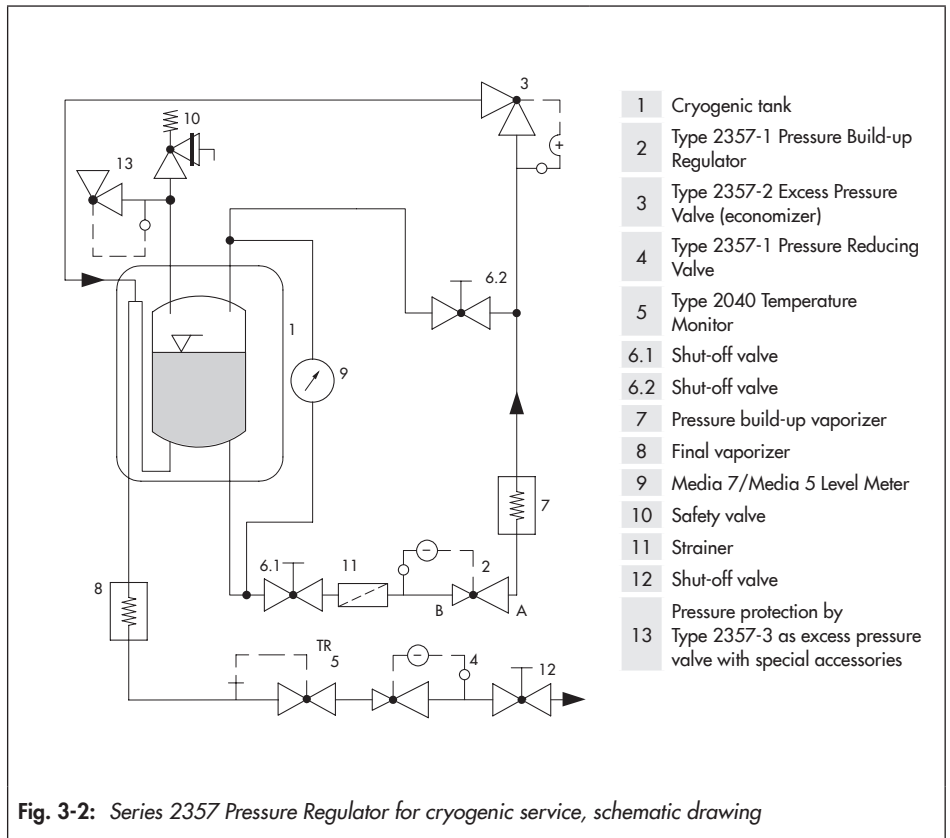 3
10
13
6.2
1
9
7
6.1
11
2
8
B
A
TR
5
4
12
+
−
−
1 Cryogenic tank
2 Type 2357-1 Pressure Build-up
Regulator
3 Type 2357-2 Excess Pressure
Valve (economizer)
4 Type 2357-1 Pressure Reducing
Valve
5 Type 2040 Temperature
Monitor
6.1 Shut-off valve
6.2 Shut-off valve
7 Pressure build-up vaporizer
8 Final vaporizer
9 Media 7/Media 5 Level Meter
10 Safety valve
11 Strainer
12 Shut-off valve
13 Pressure protection by
Type 2357-3 as excess pressure
valve with special accessories
Fig. 3-2: Series 2357 Pressure Regulator for cryogenic service, schematic drawing